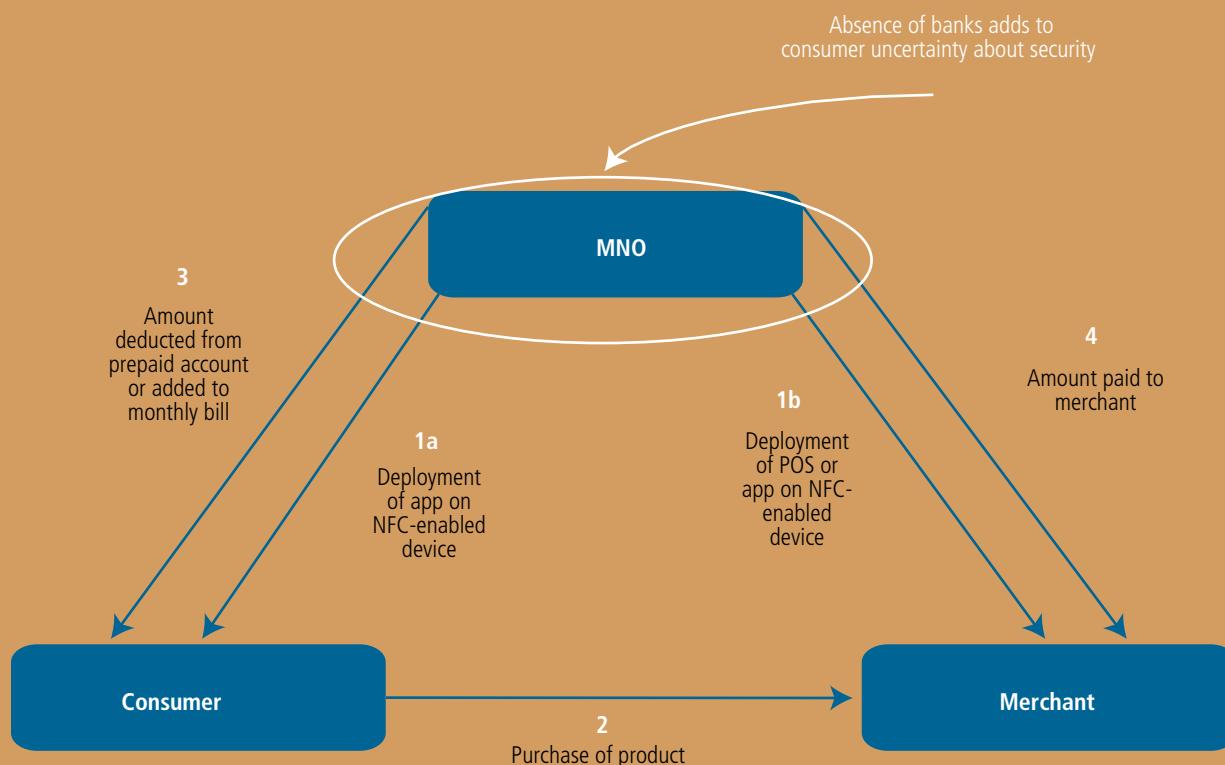 Absence of banks adds to
consumer uncertainty about security
MNO
3
Amount
deducted from
prepaid account
or added to
monthly bill
1a
Deployment
of app on
NFC-enabled
device
1b
Deployment
of POS or
app on NFC-
enabled
device
4
Amount paid to
merchant
Consumer
2
Purchase of product
Merchant